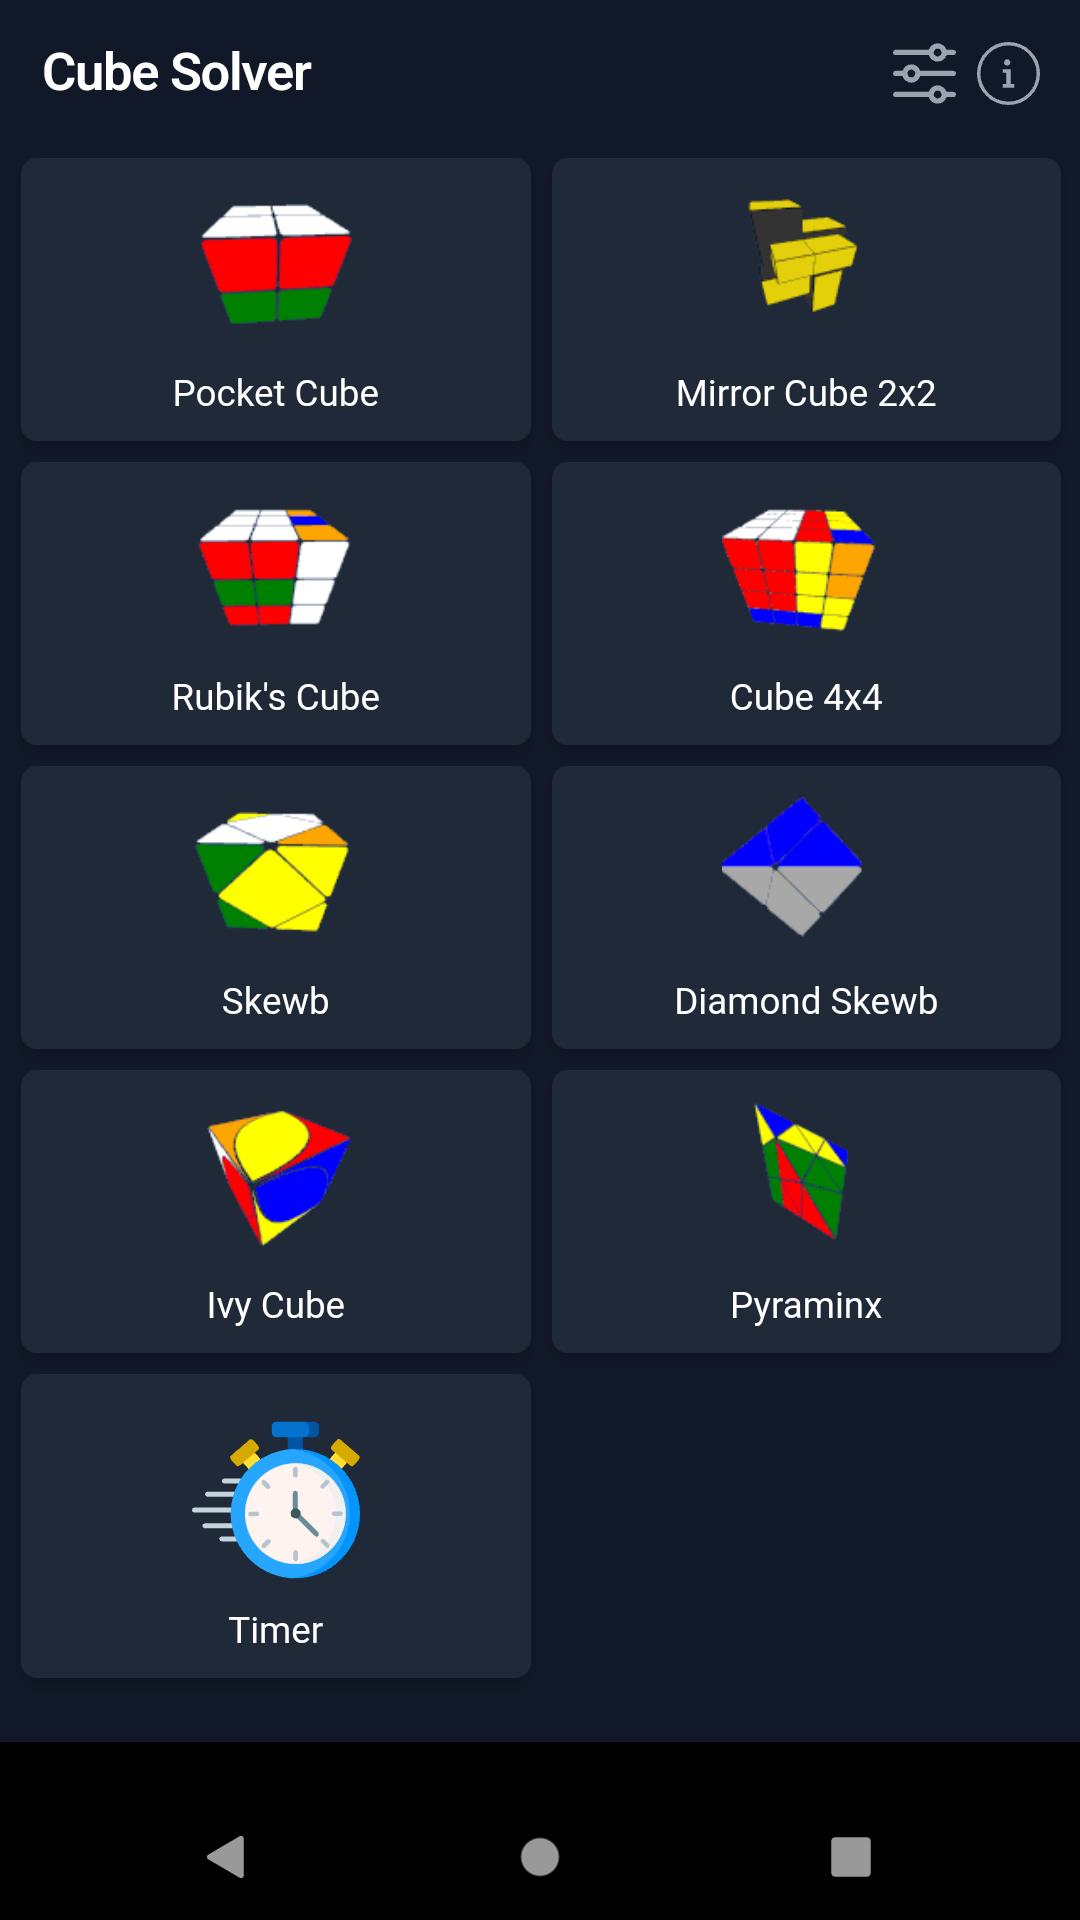 Cube Solver
Pocket Cube
Mirror Cube 2x2
Rubik's Cube
Cube 4x4
Skewb
Diamond Skewb
Ivy Cube
Pyraminx
Timer